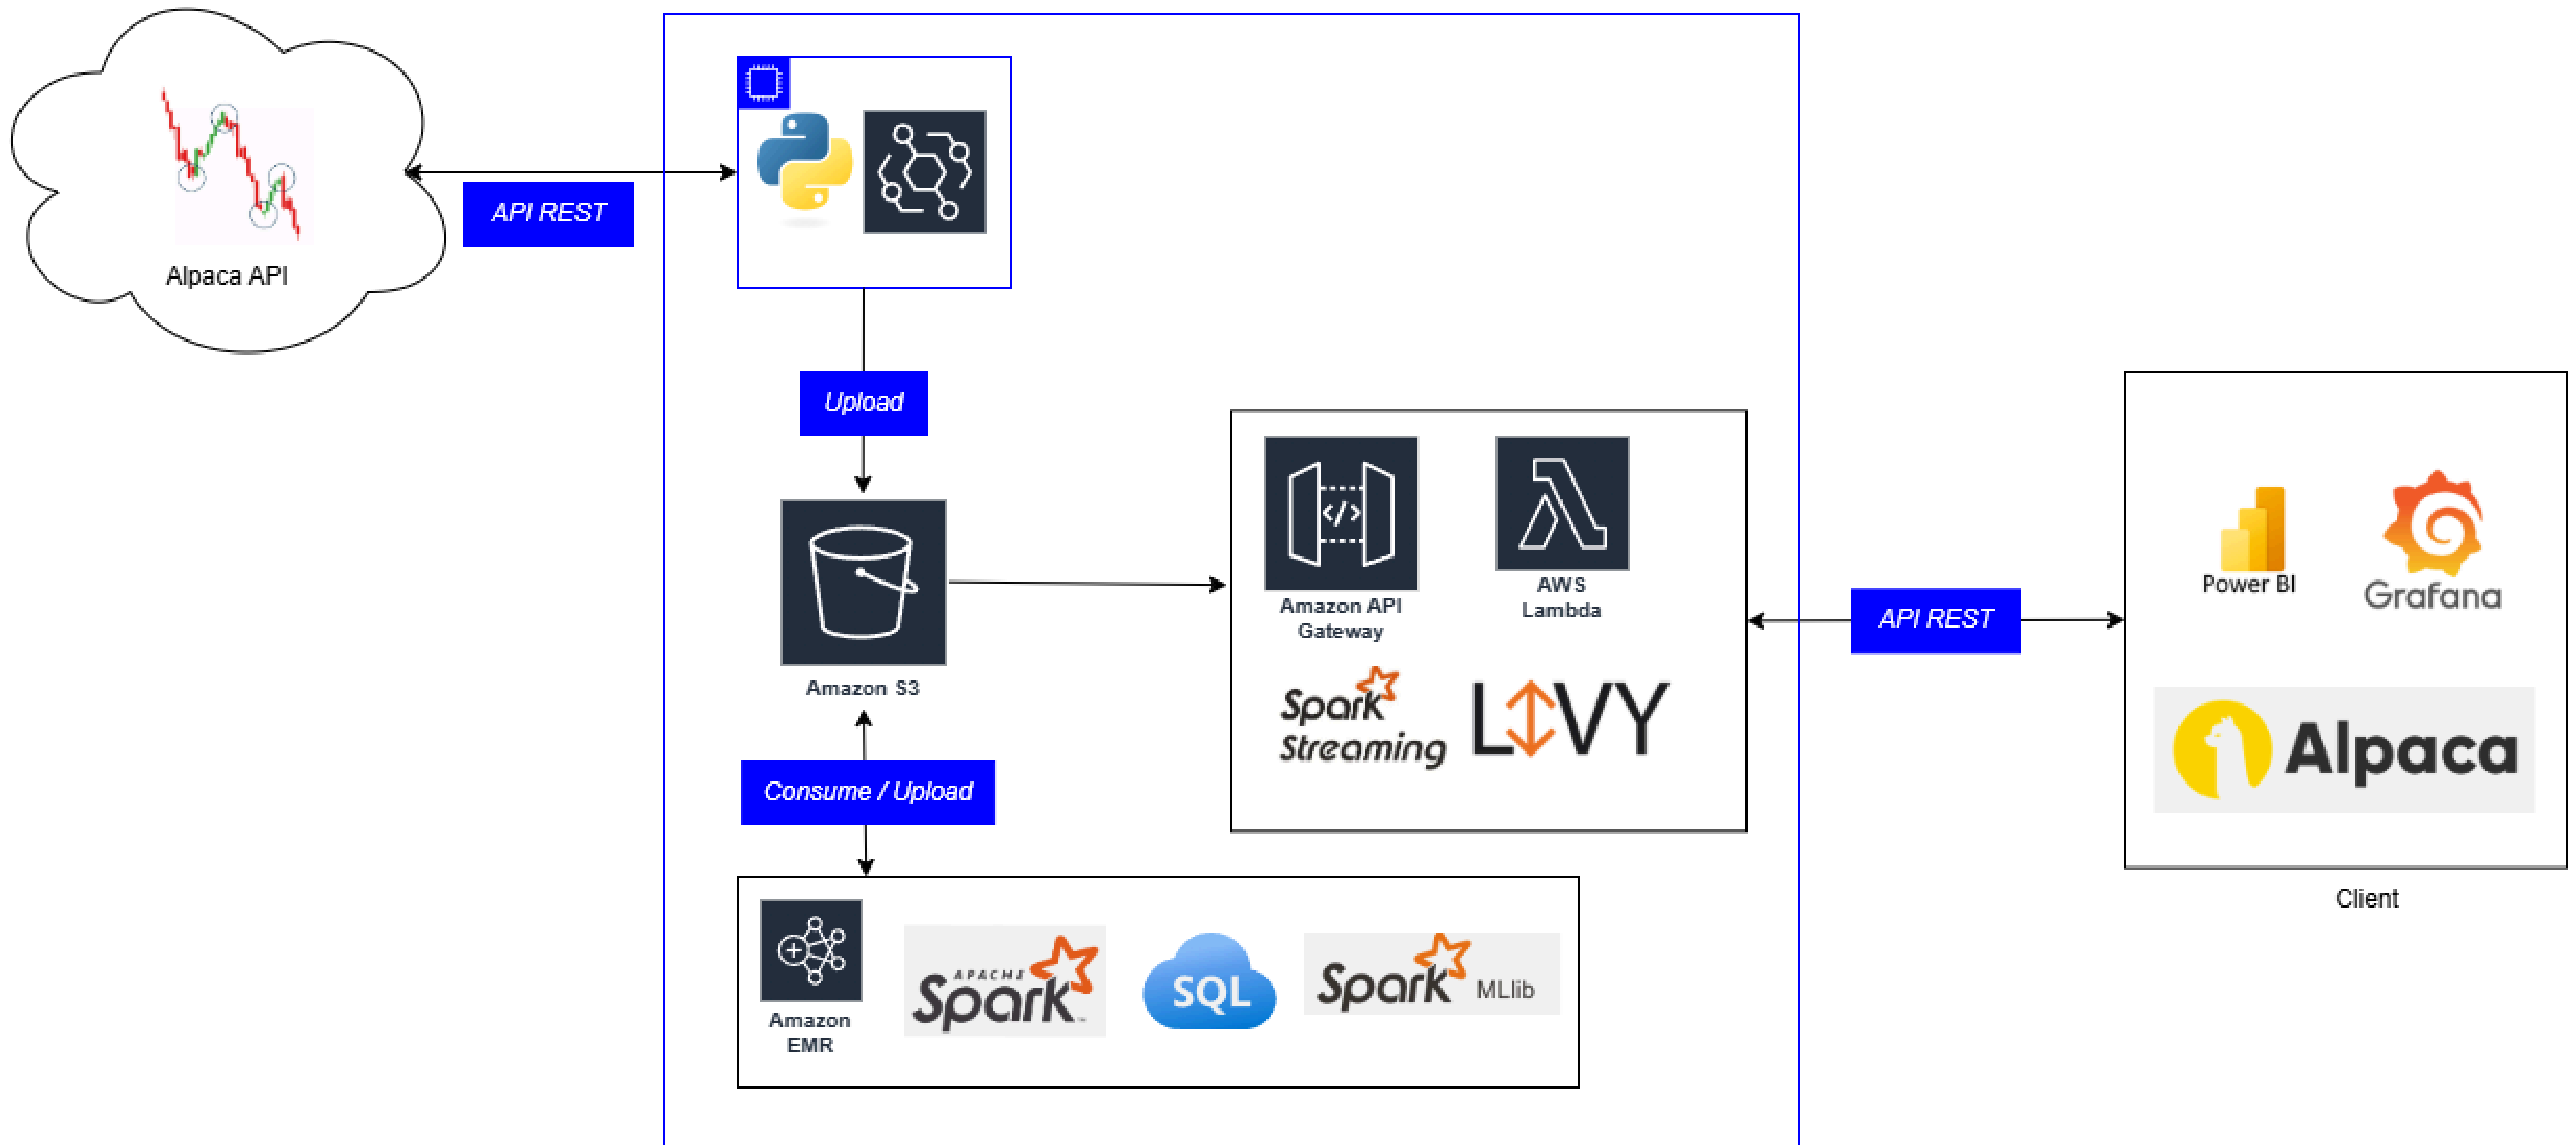 Alpaca API
API REST
Upload
Amazon S3
Amazon API
Gateway
AWS
Lambda
Spark
Streaming
LIVY
API REST
Power BI
Grafana
Alpaca
Client
Consume / Upload
Amazon
EMR
APACHE
Spark
SQL
Spark MLlib